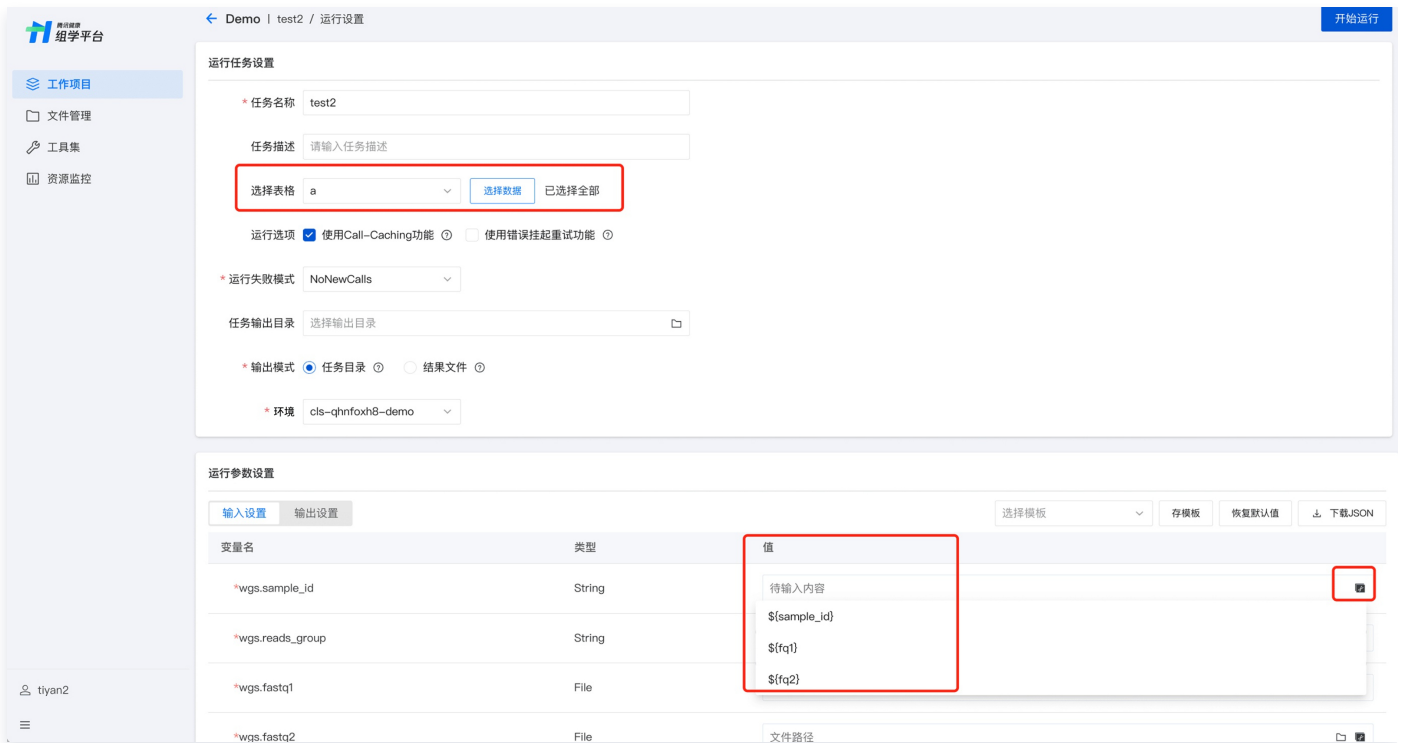 腾讯健康
组学平台
Demo | test2 / 运行设置
开始运行
工作项目
文件管理
工具集
资源监控
tiyan2
运行任务设置
* 任务名称 test2
任务描述 请输入任务描述
选择表格 a 选择数据 已选择全部
运行选项 使用Call-Caching功能 使用错误挂起重试功能
* 运行失败模式 NoNewCalls
任务输出目录 选择输出目录
* 输出模式 任务目录 结果文件
* 环境 cls-qhnfoxh8-demo
运行参数设置
输入设置 输出设置 选择模板 存模板 恢复默认值 下载JSON
变量名 类型 值
*wgs.sample_id String 待输入内容
${sample_id}
*wgs.reads_group String
${fq1}
${fq2}
*wgs.fastq1 File
*wgs.fastq2 File 文件路径